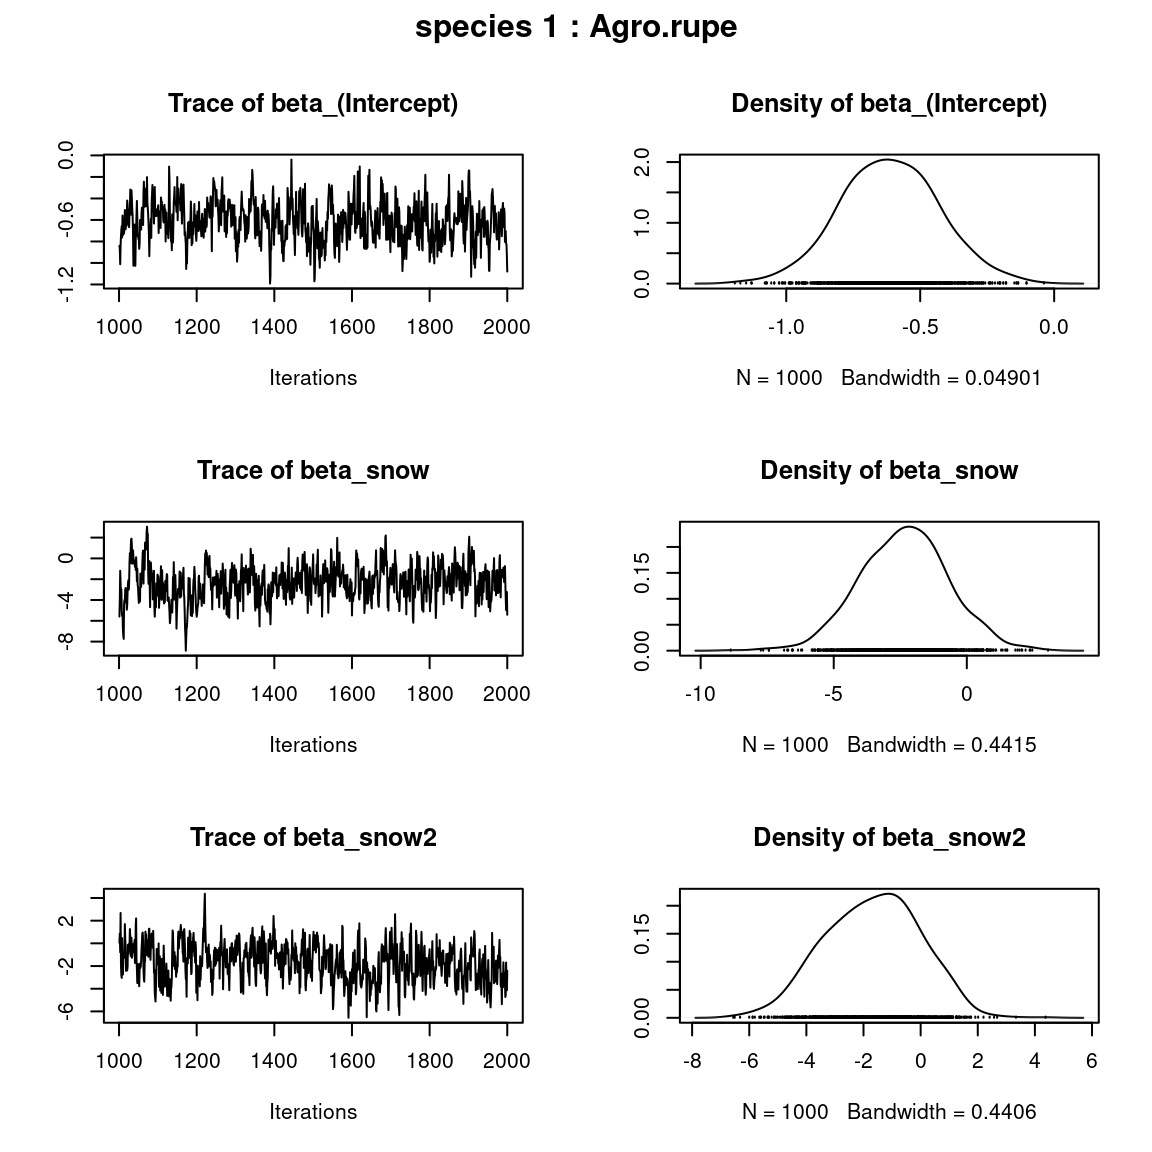 species 1 : Agro.rupe
Trace of beta_(Intercept)
0.0
-0.6
-1.2
1000 1200 1400 1600 1800 2000
Iterations
Density of beta_(Intercept)
2.0
1.0
0.0
-1.0 -0.5 0.0
N = 1000 Bandwidth = 0.04901
Trace of beta_snow
0
-4
-8
1000 1200 1400 1600 1800 2000
Iterations
Density of beta_snow
0.15
0.00
-10 -5 0
N = 1000 Bandwidth = 0.4415
Trace of beta_snow2
2
-2
-6
1000 1200 1400 1600 1800 2000
Iterations
Density of beta_snow2
0.15
0.00
-8 -6 -4 -2 0 2 4 6
N = 1000 Bandwidth = 0.4406